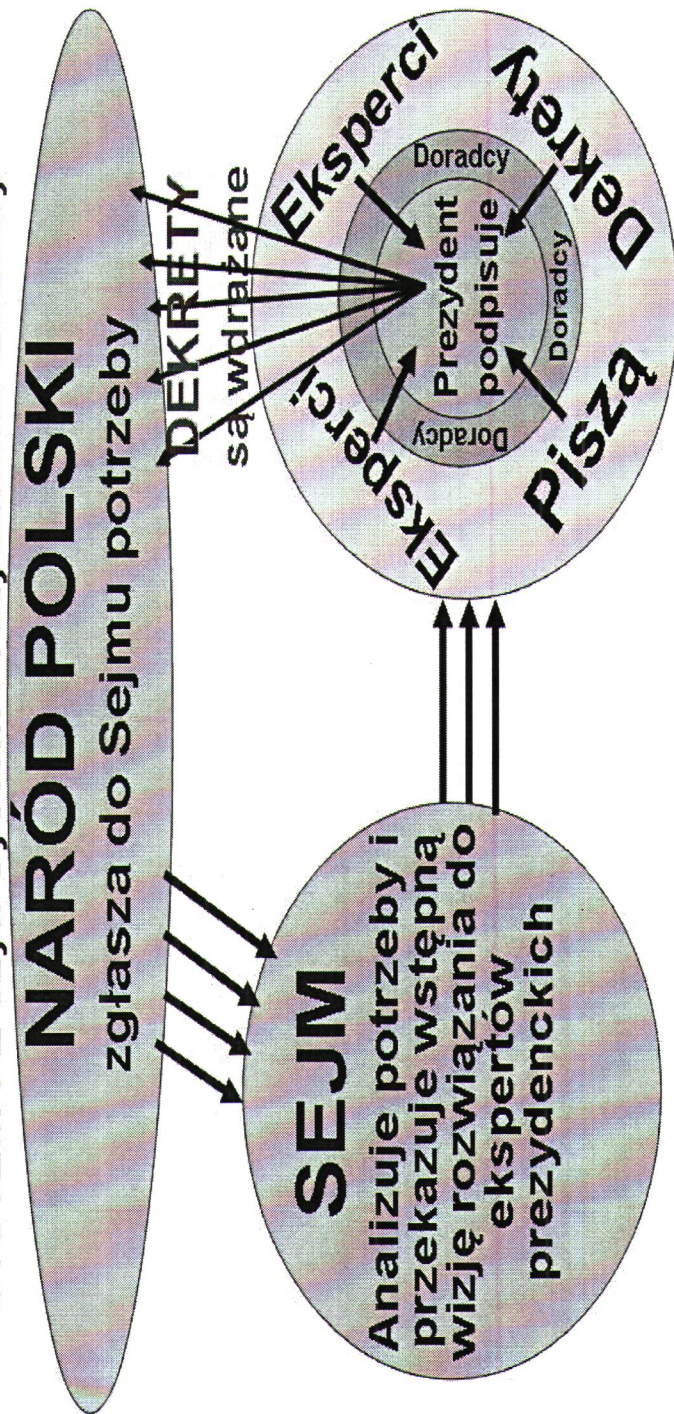 NARÓD POLSKI
zgłasza do Sejmu potrzeby
DEKRETY
są wdrażane
SEJM
Analizuje potrzeby i
przekazuje wstępną
wizję rozwiązania do
ekspertów
prezydenckich
Eksperci
Eksperci
Piszą
Dekrety
Doradcy
Doradcy
Doradcy
Prezydent
podpisuje